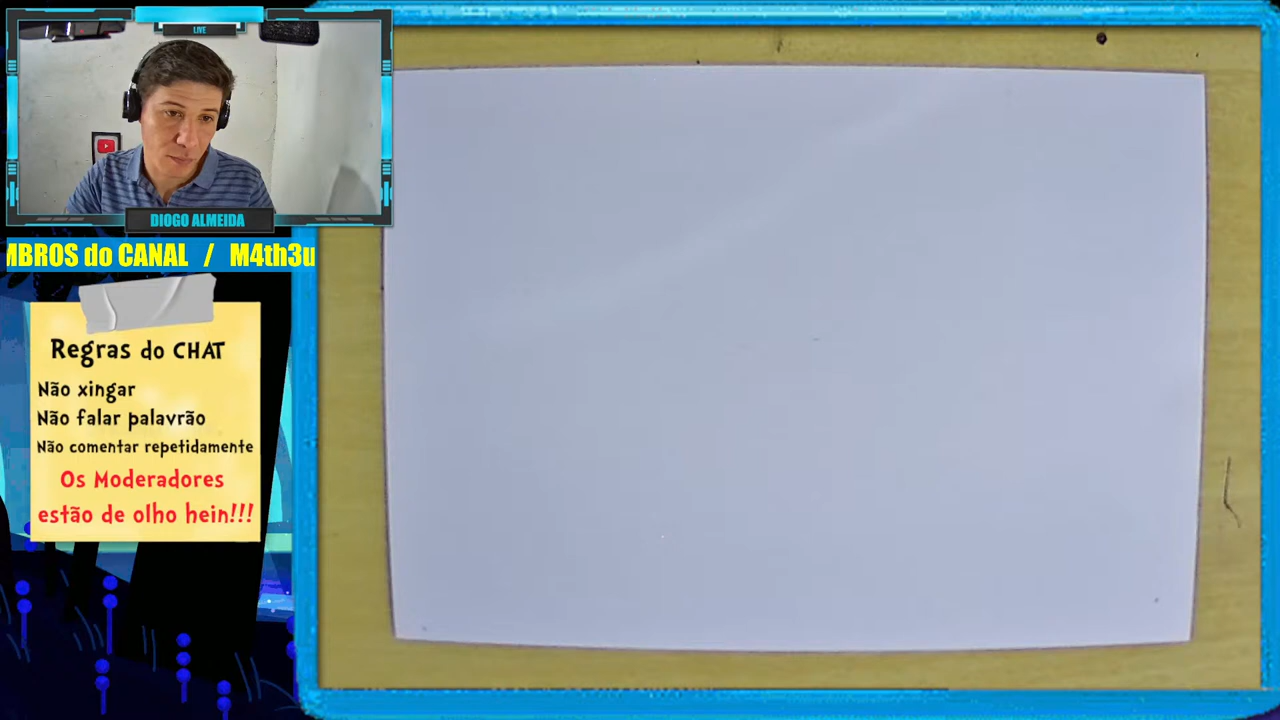 LIVE
DIOGO ALMEIDA
MBROS do CANAL / M4th3u
Regras do CHAT
Não xingar
Não falar palavrão
Não comentar repetidamente
Os Moderadores
estão de olho hein!!!